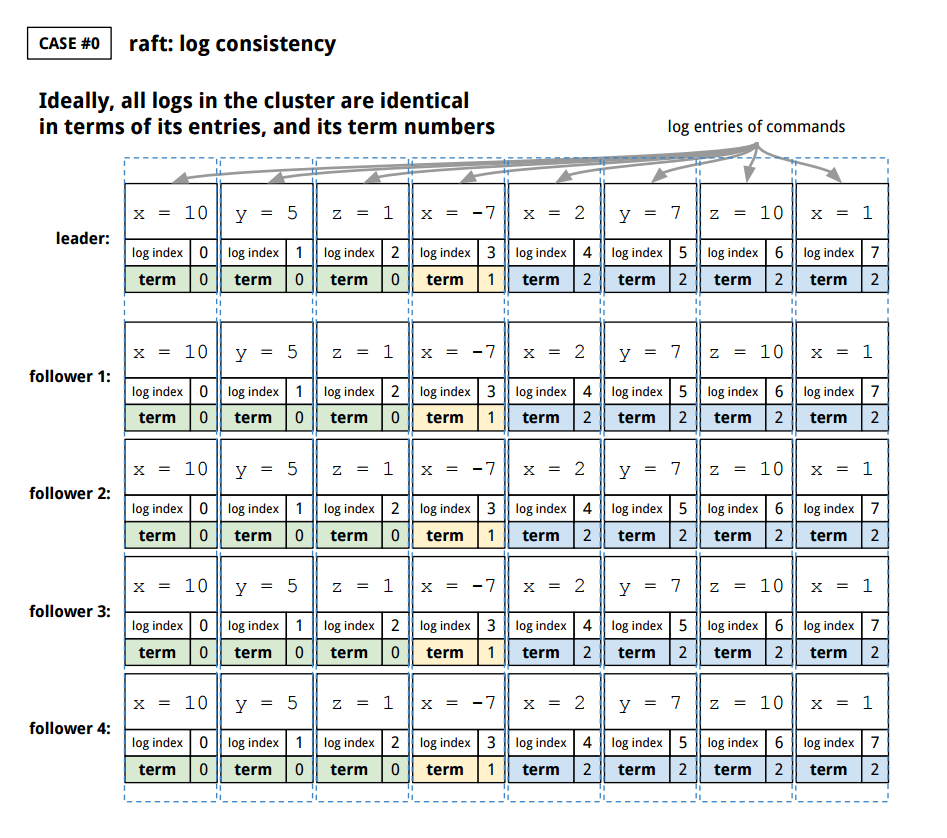 CASE #0 raft: log consistency
Ideally, all logs in the cluster are identical
in terms of its entries, and its term numbers
log entries of commands
leader:
x = 10 y = 5 z = 1 x = -7 x = 2 y = 7 z = 10 x = 1
log index 0 log index 1 log index 2 log index 3 log index 4 log index 5 log index 6 log index 7
term 0 term 0 term 0 term 1 term 2 term 2 term 2 term 2
follower 1:
x = 10 y = 5 z = 1 x = -7 x = 2 y = 7 z = 10 x = 1
log index 0 log index 1 log index 2 log index 3 log index 4 log index 5 log index 6 log index 7
term 0 term 0 term 0 term 1 term 2 term 2 term 2 term 2
follower 2:
x = 10 y = 5 z = 1 x = -7 x = 2 y = 7 z = 10 x = 1
log index 0 log index 1 log index 2 log index 3 log index 4 log index 5 log index 6 log index 7
term 0 term 0 term 0 term 1 term 2 term 2 term 2 term 2
follower 3:
x = 10 y = 5 z = 1 x = -7 x = 2 y = 7 z = 10 x = 1
log index 0 log index 1 log index 2 log index 3 log index 4 log index 5 log index 6 log index 7
term 0 term 0 term 0 term 1 term 2 term 2 term 2 term 2
follower 4:
x = 10 y = 5 z = 1 x = -7 x = 2 y = 7 z = 10 x = 1
log index 0 log index 1 log index 2 log index 3 log index 4 log index 5 log index 6 log index 7
term 0 term 0 term 0 term 1 term 2 term 2 term 2 term 2